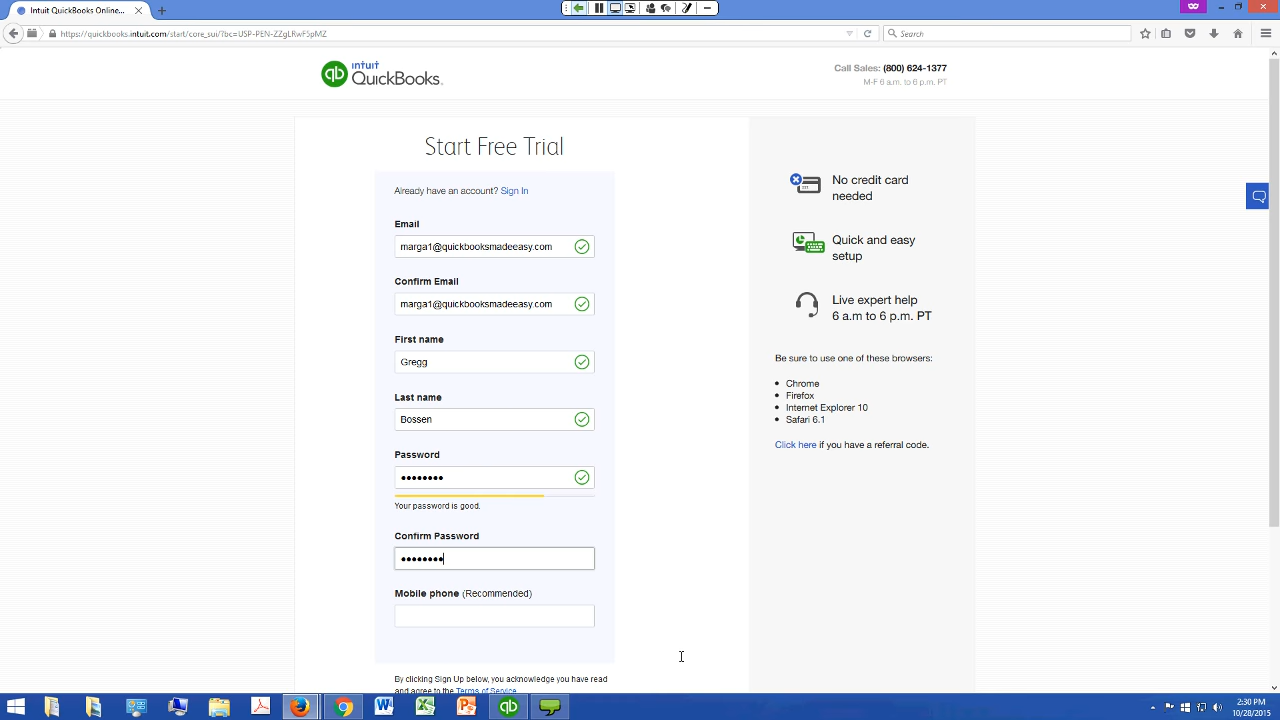 Intuit QuickBooks Online...
https://quickbooks.intuit.com/start/core_sui/?bc=USP-PEN-ZZgLRwF5pMZ
Search
intuit
qb QuickBooks.
Call Sales: (800) 624-1377
M-F 6 a.m. to 6 p.m. PT
Start Free Trial
Already have an account? Sign In
Email
marga1@quickbooksmadeeasy.com
Confirm Email
marga1@quickbooksmadeeasy.com
First name
Gregg
Last name
Bossen
Password
••••••••
Your password is good.
Confirm Password
••••••••
Mobile phone (Recommended)
By clicking Sign Up below, you acknowledge you have read
and agree to the Terms of Service
No credit card
needed
Quick and easy
setup
Live expert help
6 a.m to 6 p.m. PT
Be sure to use one of these browsers:
• Chrome
• Firefox
• Internet Explorer 10
• Safari 6.1
Click here if you have a referral code.
2:30 PM
10/28/2015